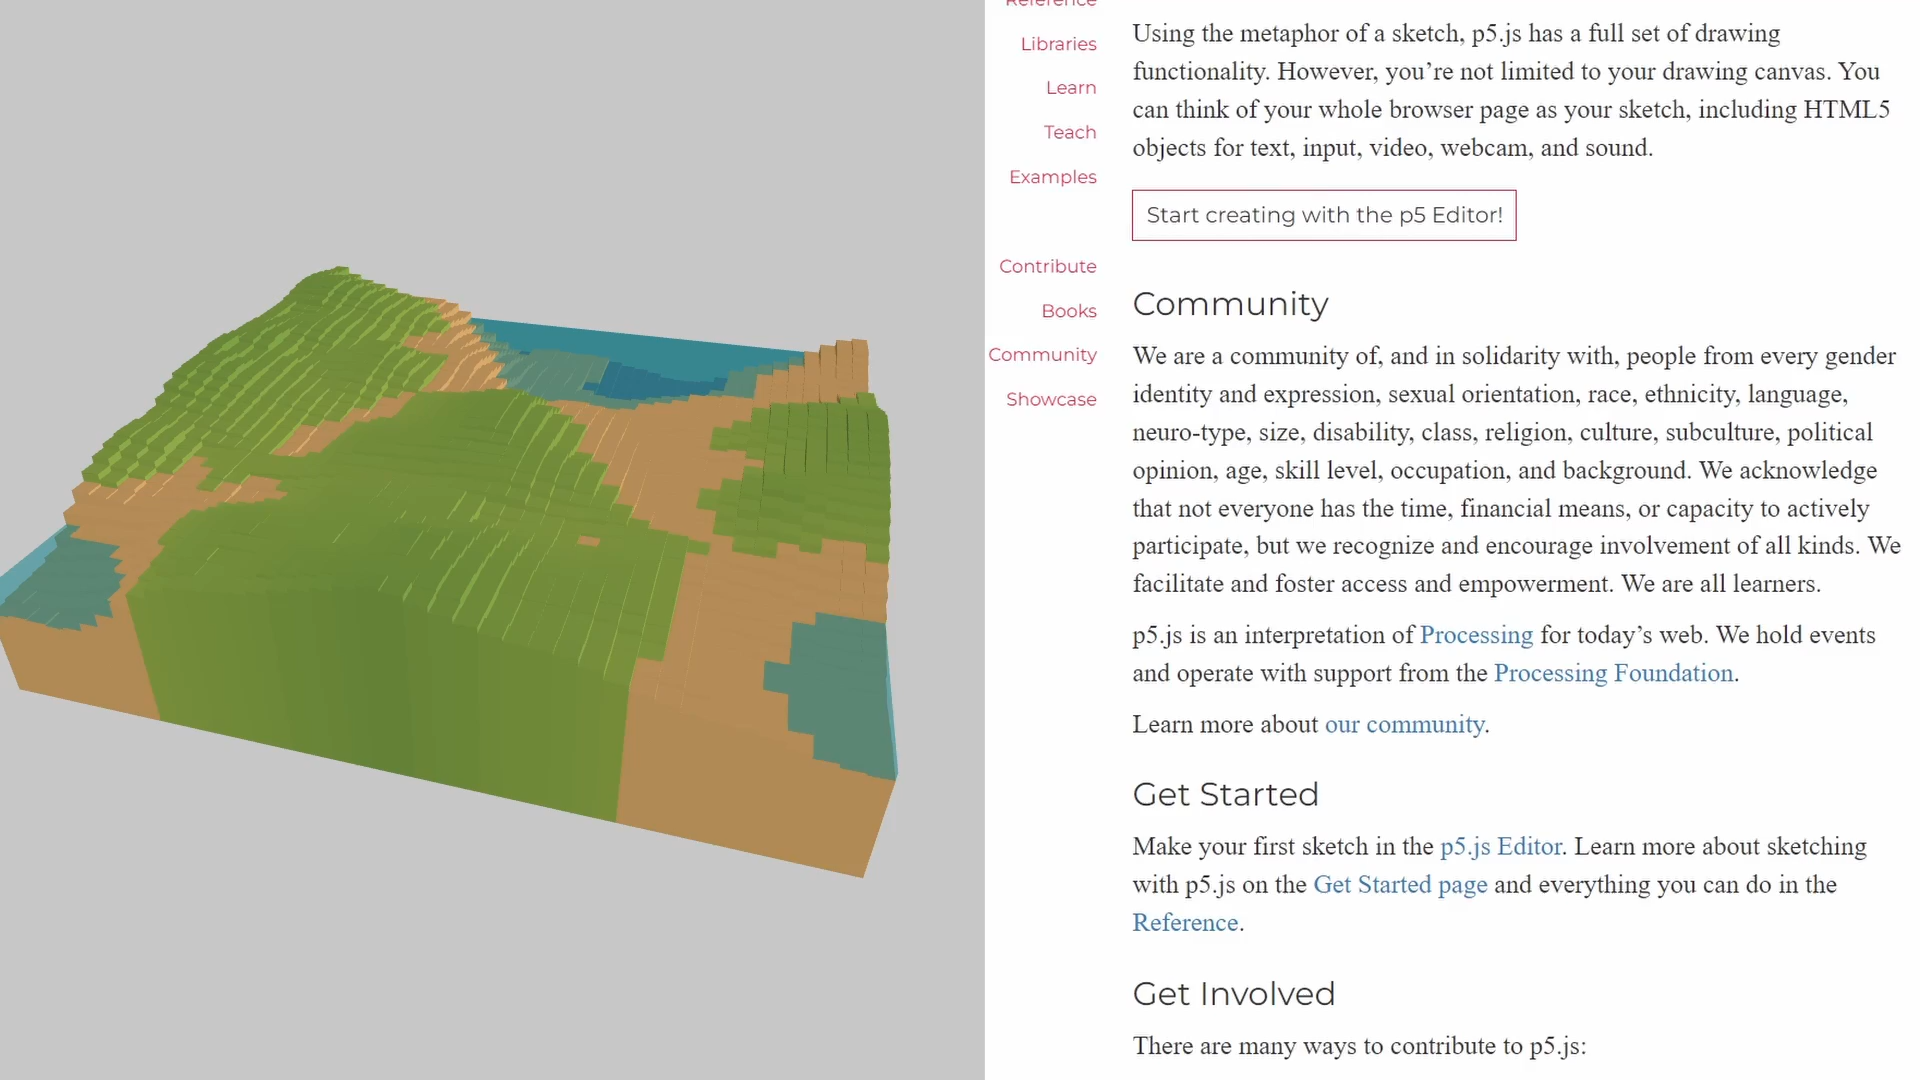 Reference
Libraries
Learn
Teach
Examples
Contribute
Books
Community
Showcase
Using the metaphor of a sketch, p5.js has a full set of drawing
functionality. However, you’re not limited to your drawing canvas. You
can think of your whole browser page as your sketch, including HTML5
objects for text, input, video, webcam, and sound.
Start creating with the p5 Editor!
Community
We are a community of, and in solidarity with, people from every gender
identity and expression, sexual orientation, race, ethnicity, language,
neuro-type, size, disability, class, religion, culture, subculture, political
opinion, age, skill level, occupation, and background. We acknowledge
that not everyone has the time, financial means, or capacity to actively
participate, but we recognize and encourage involvement of all kinds. We
facilitate and foster access and empowerment. We are all learners.
p5.js is an interpretation of Processing for today’s web. We hold events
and operate with support from the Processing Foundation.
Learn more about our community.
Get Started
Make your first sketch in the p5.js Editor. Learn more about sketching
with p5.js on the Get Started page and everything you can do in the
Reference.
Get Involved
There are many ways to contribute to p5.js: